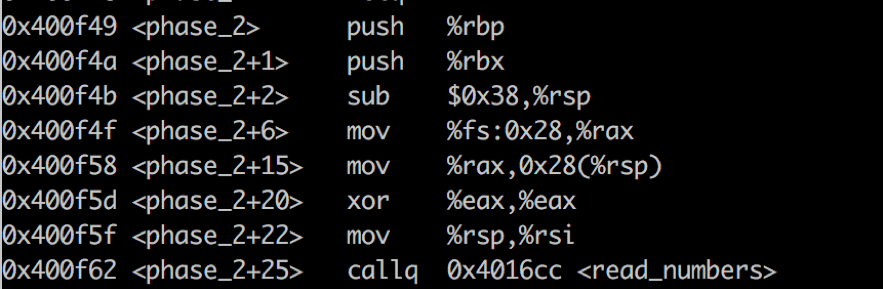 0x400f49 <phase_2> push %rbp
0x400f4a <phase_2+1> push %rbx
0x400f4b <phase_2+2> sub $0x38,%rsp
0x400f4f <phase_2+6> mov %fs:0x28,%rax
0x400f58 <phase_2+15> mov %rax,0x28(%rsp)
0x400f5d <phase_2+20> xor %eax,%eax
0x400f5f <phase_2+22> mov %rsp,%rsi
0x400f62 <phase_2+25> callq 0x4016cc <read_numbers>